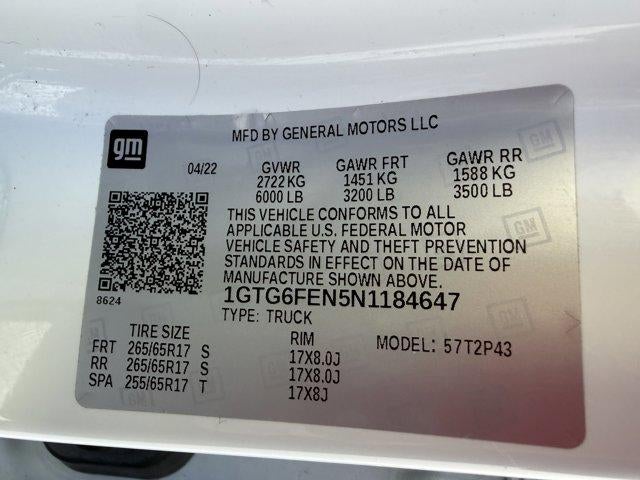 MFD BY GENERAL MOTORS LLC
gm
04/22 GVWR GAWR FRT GAWR RR
2722 KG 1451 KG 1588 KG
6000 LB 3200 LB 3500 LB
THIS VEHICLE CONFORMS TO ALL
APPLICABLE U.S. FEDERAL MOTOR
VEHICLE SAFETY AND THEFT PREVENTION
STANDARDS IN EFFECT ON THE DATE OF
MANUFACTURE SHOWN ABOVE.
8624
1GTG6FEN5N1184647
TYPE: TRUCK
TIRE SIZE RIM MODEL: 57T2P43
FRT 265/65R17 S 17X8.0J
RR 265/65R17 S 17X8.0J
SPA 255/65R17 T 17X8J
GM
GM
GM